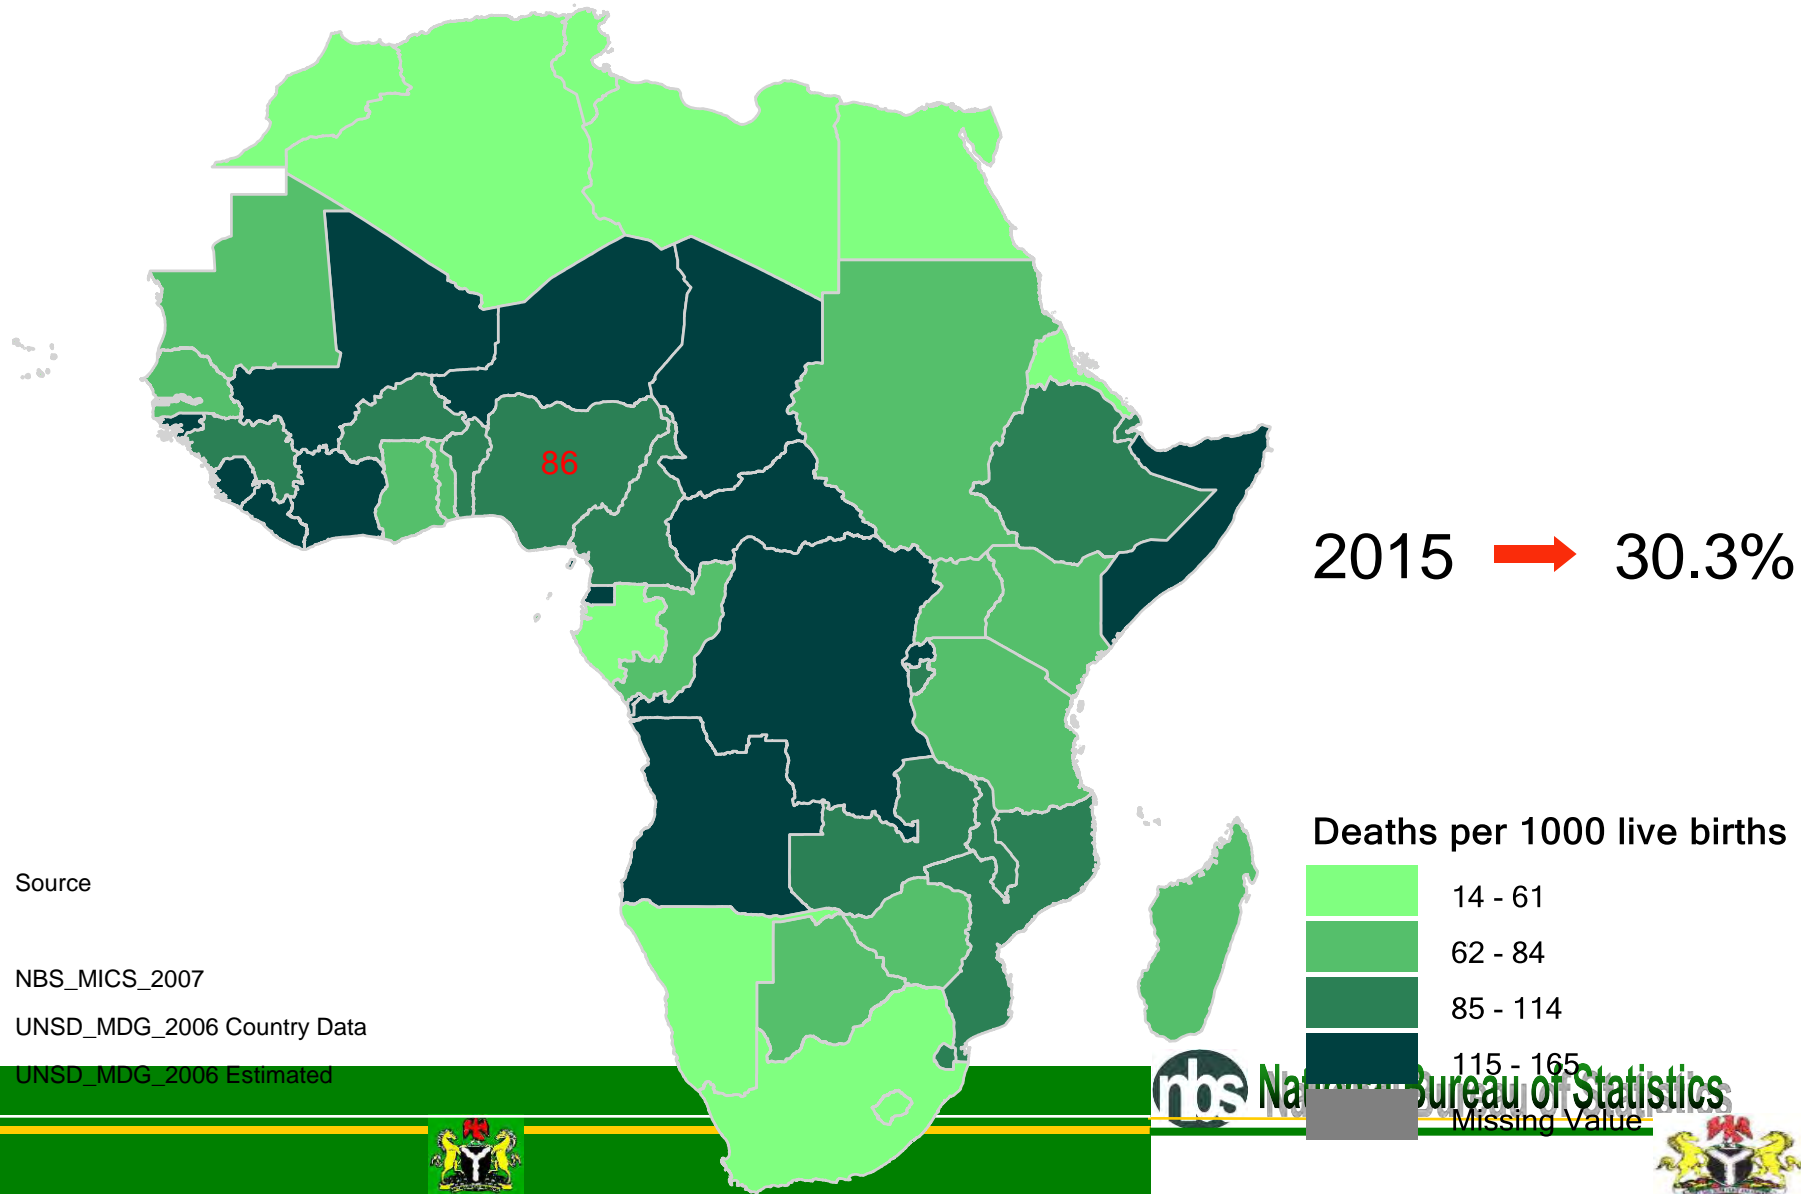 86
2015 30.3%
Deaths per 1000 live births
14 - 61
62 - 84
85 - 114
115 - 165
Missing Value
Source
NBS_MICS_2007
UNSD_MDG_2006 Country Data
UNSD_MDG_2006 Estimated
nbs National Bureau of Statistics